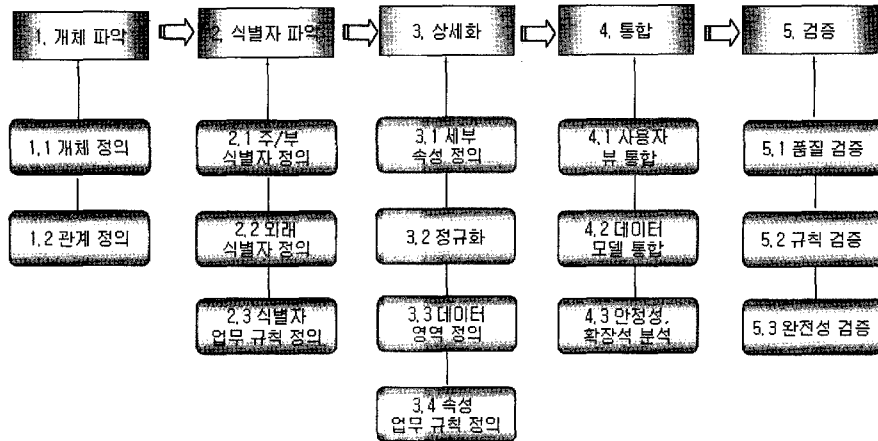 1. 개체 파악
2. 식별자 파악
3. 상세화
4. 통합
5. 검증
1.1 개체 정의
1.2 관계 정의
2.1 주/부
식별자 정의
2.2 외래
식별자 정의
2.3 식별자
업무 규칙 정의
3.1 세부
속성 정의
3.2 정규화
3.3 데이터
영역 정의
3.4 속성
업무 규칙 정의
4.1 사용자
뷰 통합
4.2 데이터
모델 통합
4.3 안정성,
확장석 분석
5.1 품질 검증
5.2 규칙 검증
5.3 완전성 검증